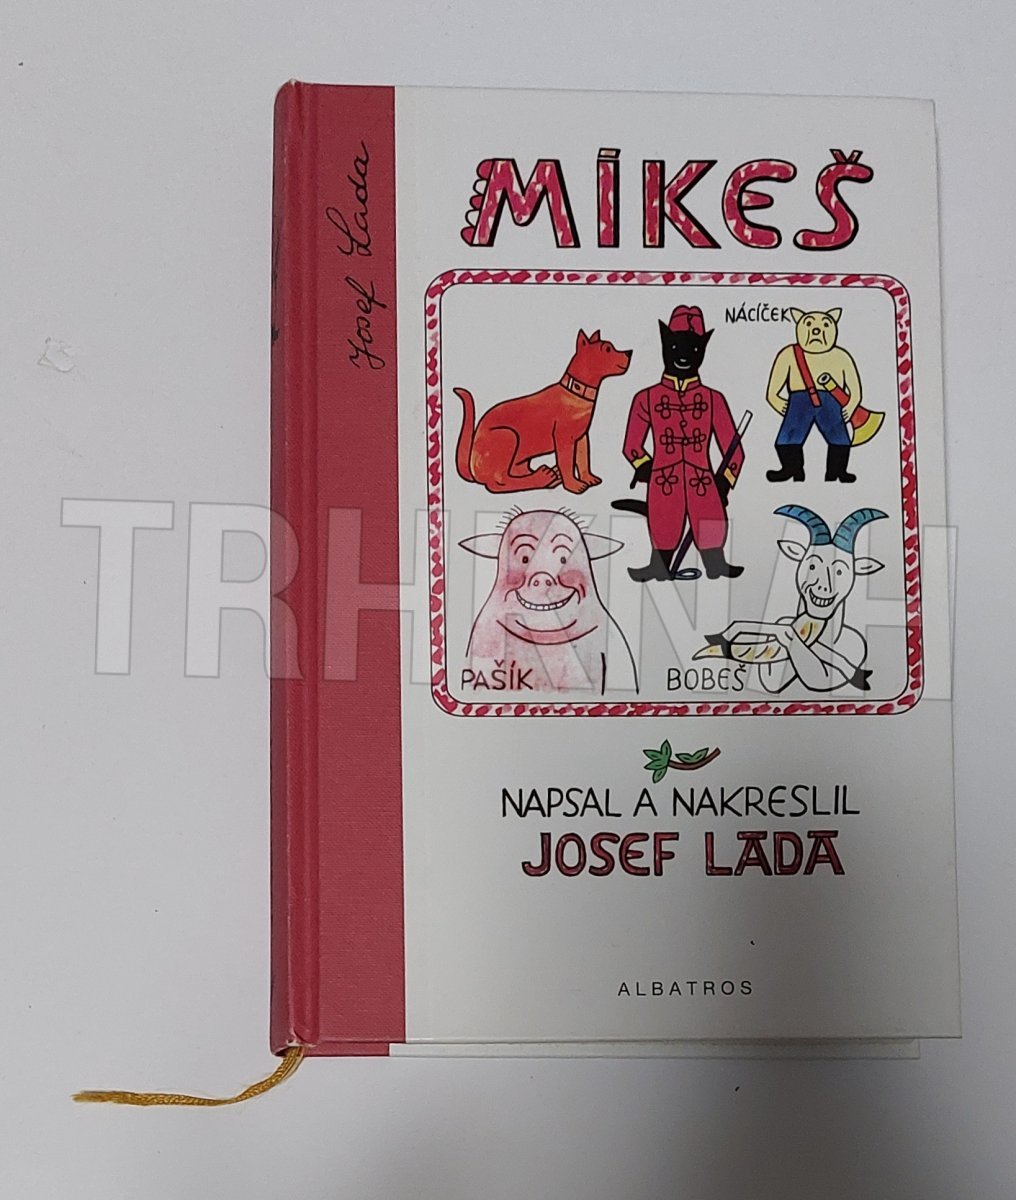 Josef Lada
MÍKEŠ
NÁCÍČEK
PAŠÍK
BOBEŠ
NAPSAL A NAKRESLIL
JOSEF LADA
ALBATROS
TRHKNIH